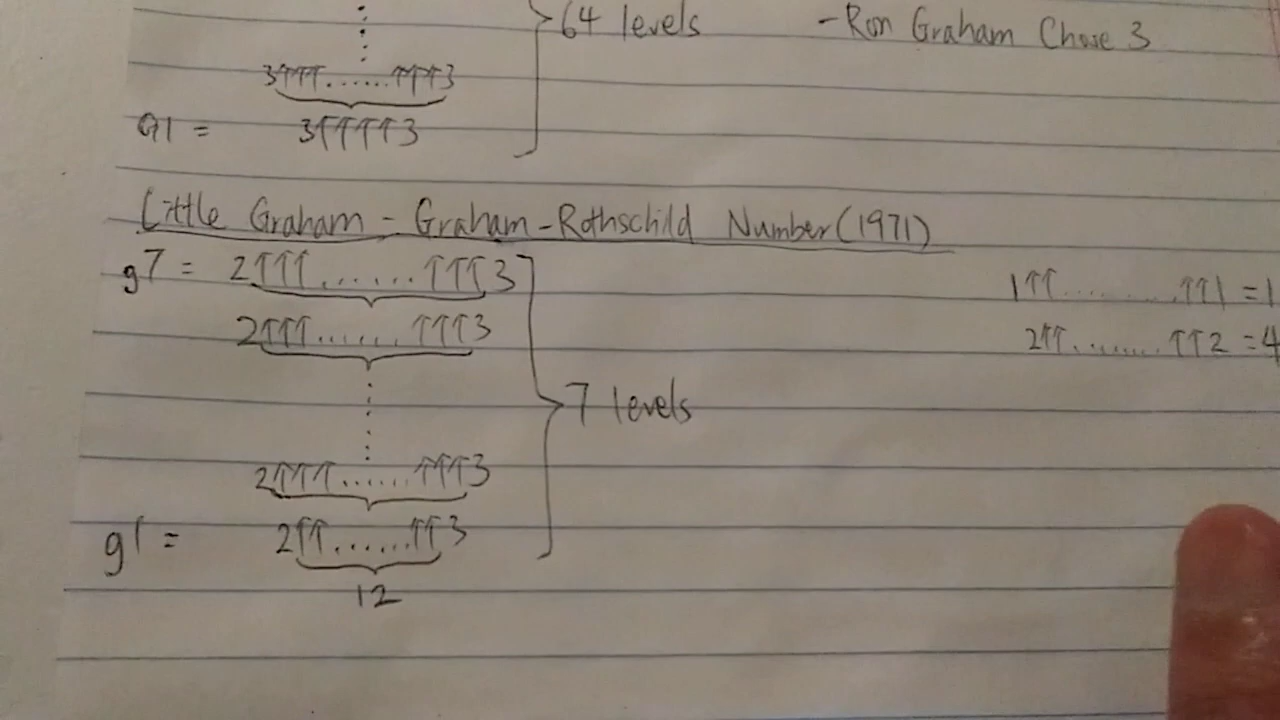 64 levels
-Ron Graham Chose 3
3↑↑↑......↑↑↑3
g1 = 3↑↑↑↑3
Little Graham - Graham-Rothschild Number (1971)
g7 = 2↑↑↑.......↑↑↑3
1↑↑..........↑↑1 = 1
2↑↑↑......↑↑↑3
2↑↑........↑↑2 = 4
7 levels
2↑↑↑......↑↑↑3
g1 = 2↑↑.......↑↑3
12